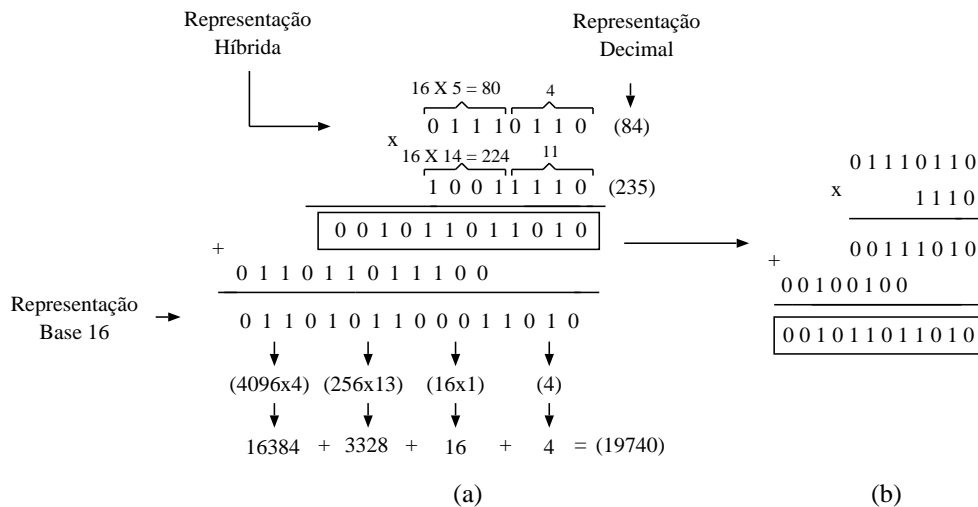 Representação
Híbrida
Representação
Decimal
16 X 5 = 80 4
0 1 1 1 0 1 1 0 (84)
x
16 X 14 = 224 11
1 0 0 1 1 1 1 0 (235)
0 0 1 0 1 1 0 1 1 0 1 0
+
0 1 1 0 1 1 0 1 1 1 0 0
Representação
Base 16
0 1 1 0 1 0 1 1 0 0 0 1 1 0 1 0
(4096x4) (256x13) (16x1) (4)
16384 + 3328 + 16 + 4 = (19740)
(a)
0 1 1 1 0 1 1 0
x 1 1 1 0
0 0 1 1 1 0 1 0
+
0 0 1 0 0 1 0 0
0 0 1 0 1 1 0 1 1 0 1 0
(b)